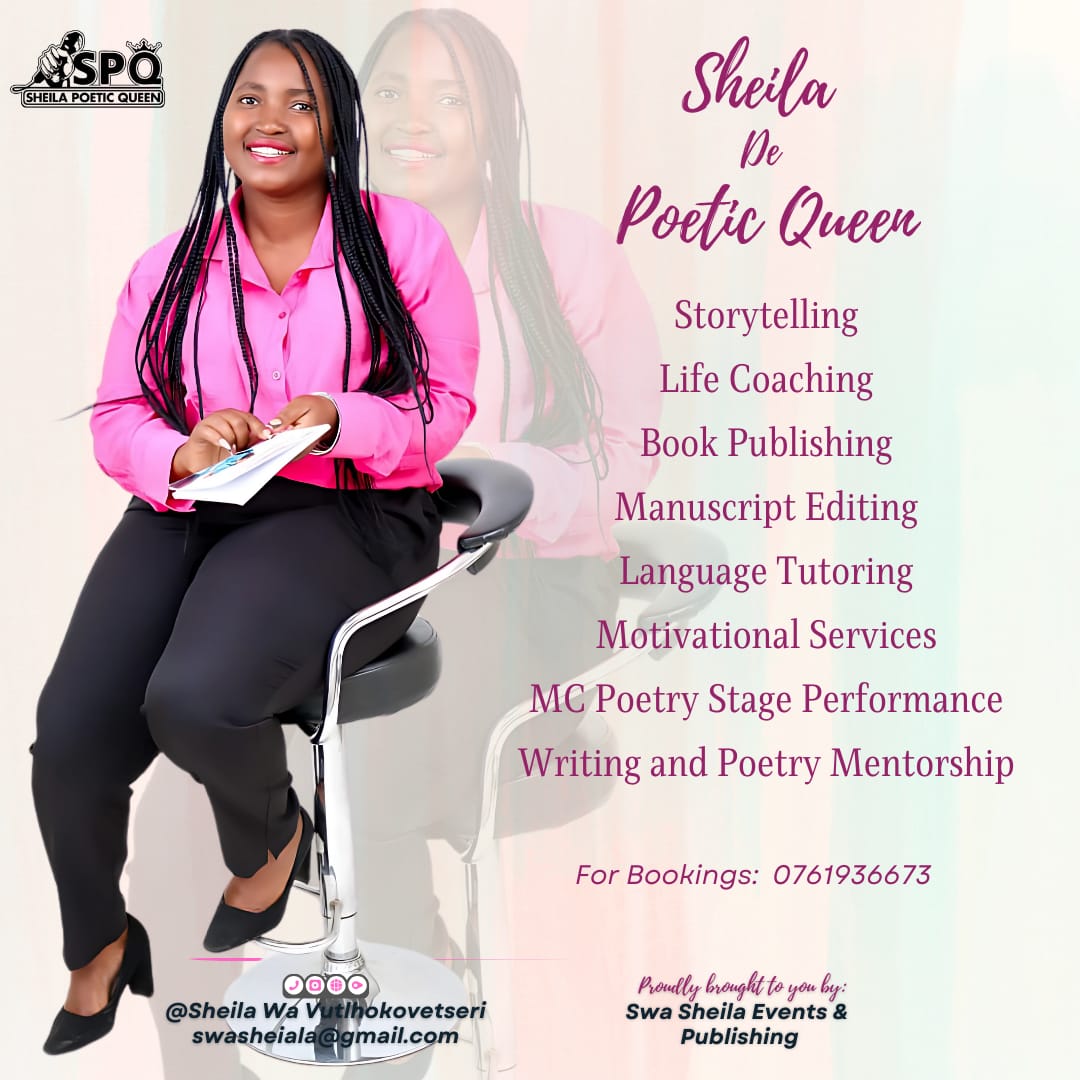 SPQ
SHEILA POETIC QUEEN
Sheila
De
Poetic Queen
Storytelling
Life Coaching
Book Publishing
Manuscript Editing
Language Tutoring
Motivational Services
MC Poetry Stage Performance
Writing and Poetry Mentorship
For Bookings: 0761936673
@Sheila Wa Vutlhokovetseri
swasheiala@gmail.com
Proudly brought to you by:
Swa Sheila Events &
Publishing